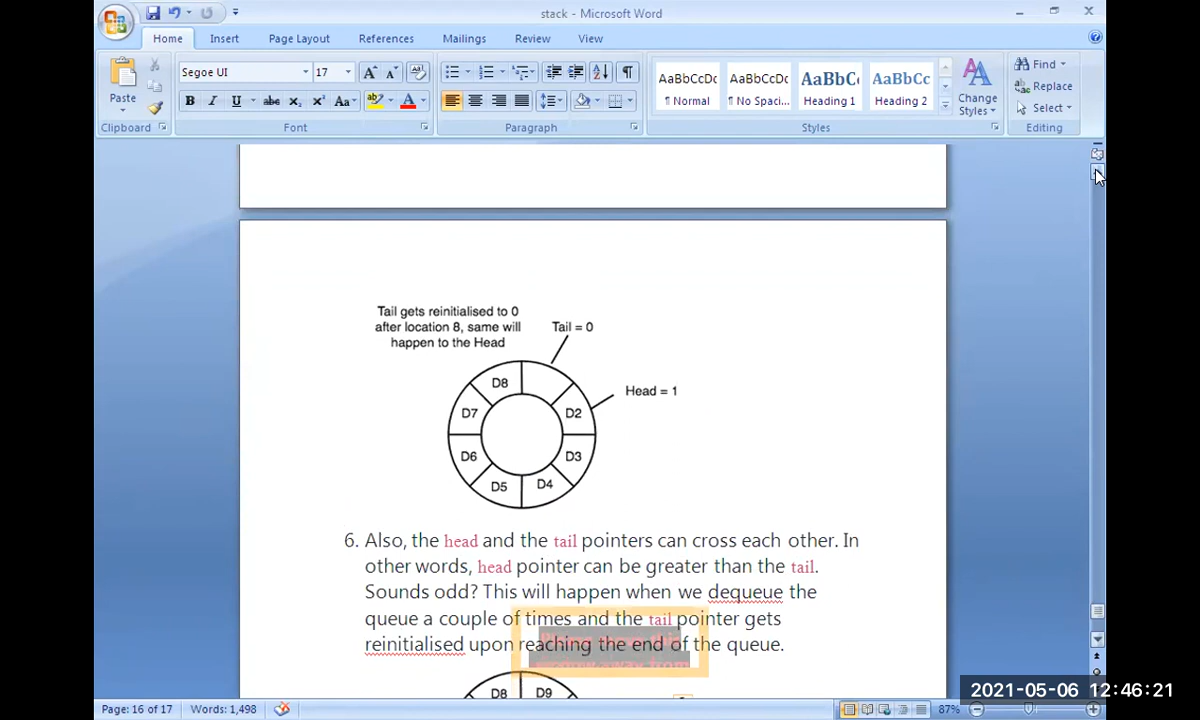 stack - Microsoft Word
Home Insert Page Layout References Mailings Review View
Segoe UI 17
Paste
B I U abc X₂ X² Aa A
AaBbCcDc AaBbCcDc AaBbC AaBbCc
¶ Normal ¶ No Spaci... Heading 1 Heading 2
Change Styles
Find
Replace
Select
Clipboard Font Paragraph Styles Editing
Tail gets reinitialised to 0
after location 8, same will
happen to the Head
Tail = 0
Head = 1
D8
D7 D2
D6 D3
D5 D4
6. Also, the head and the tail pointers can cross each other. In
other words, head pointer can be greater than the tail.
Sounds odd? This will happen when we dequeue the
queue a couple of times and the tail pointer gets
reinitialised upon reaching the end of the queue.
D8 D9
Page: 16 of 17 Words: 1,498 87%
2021-05-06 12:46:21